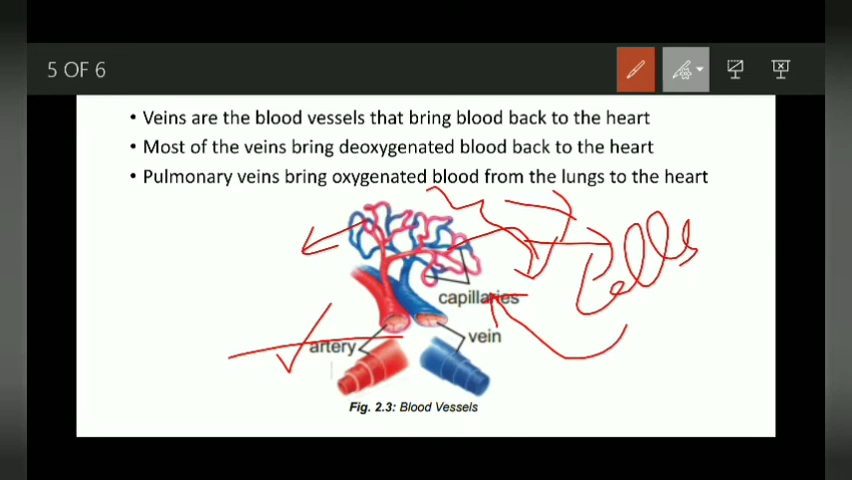 5 OF 6
• Veins are the blood vessels that bring blood back to the heart
• Most of the veins bring deoxygenated blood back to the heart
• Pulmonary veins bring oxygenated blood from the lungs to the heart
Cells
capillaries
vein
artery
Fig. 2.3: Blood Vessels